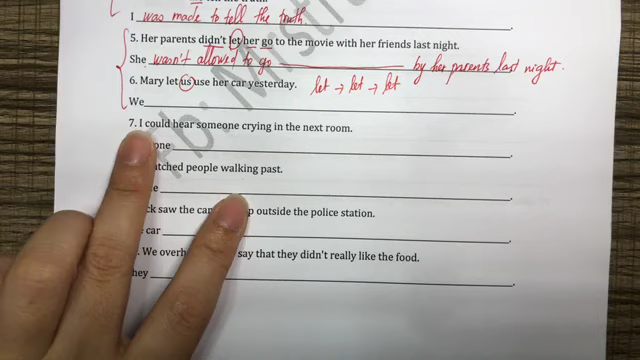 I was made to tell the truth
5. Her parents didn't let her go to the movie with her friends last night.
She wasn't allowed to go by her parents last night.
6. Mary let us use her car yesterday. let → let → let
We
7. I could hear someone crying in the next room.
one
atched people walking past.
e
ck saw the car p outside the police station.
car
. We overh say that they didn't really like the food.
hey